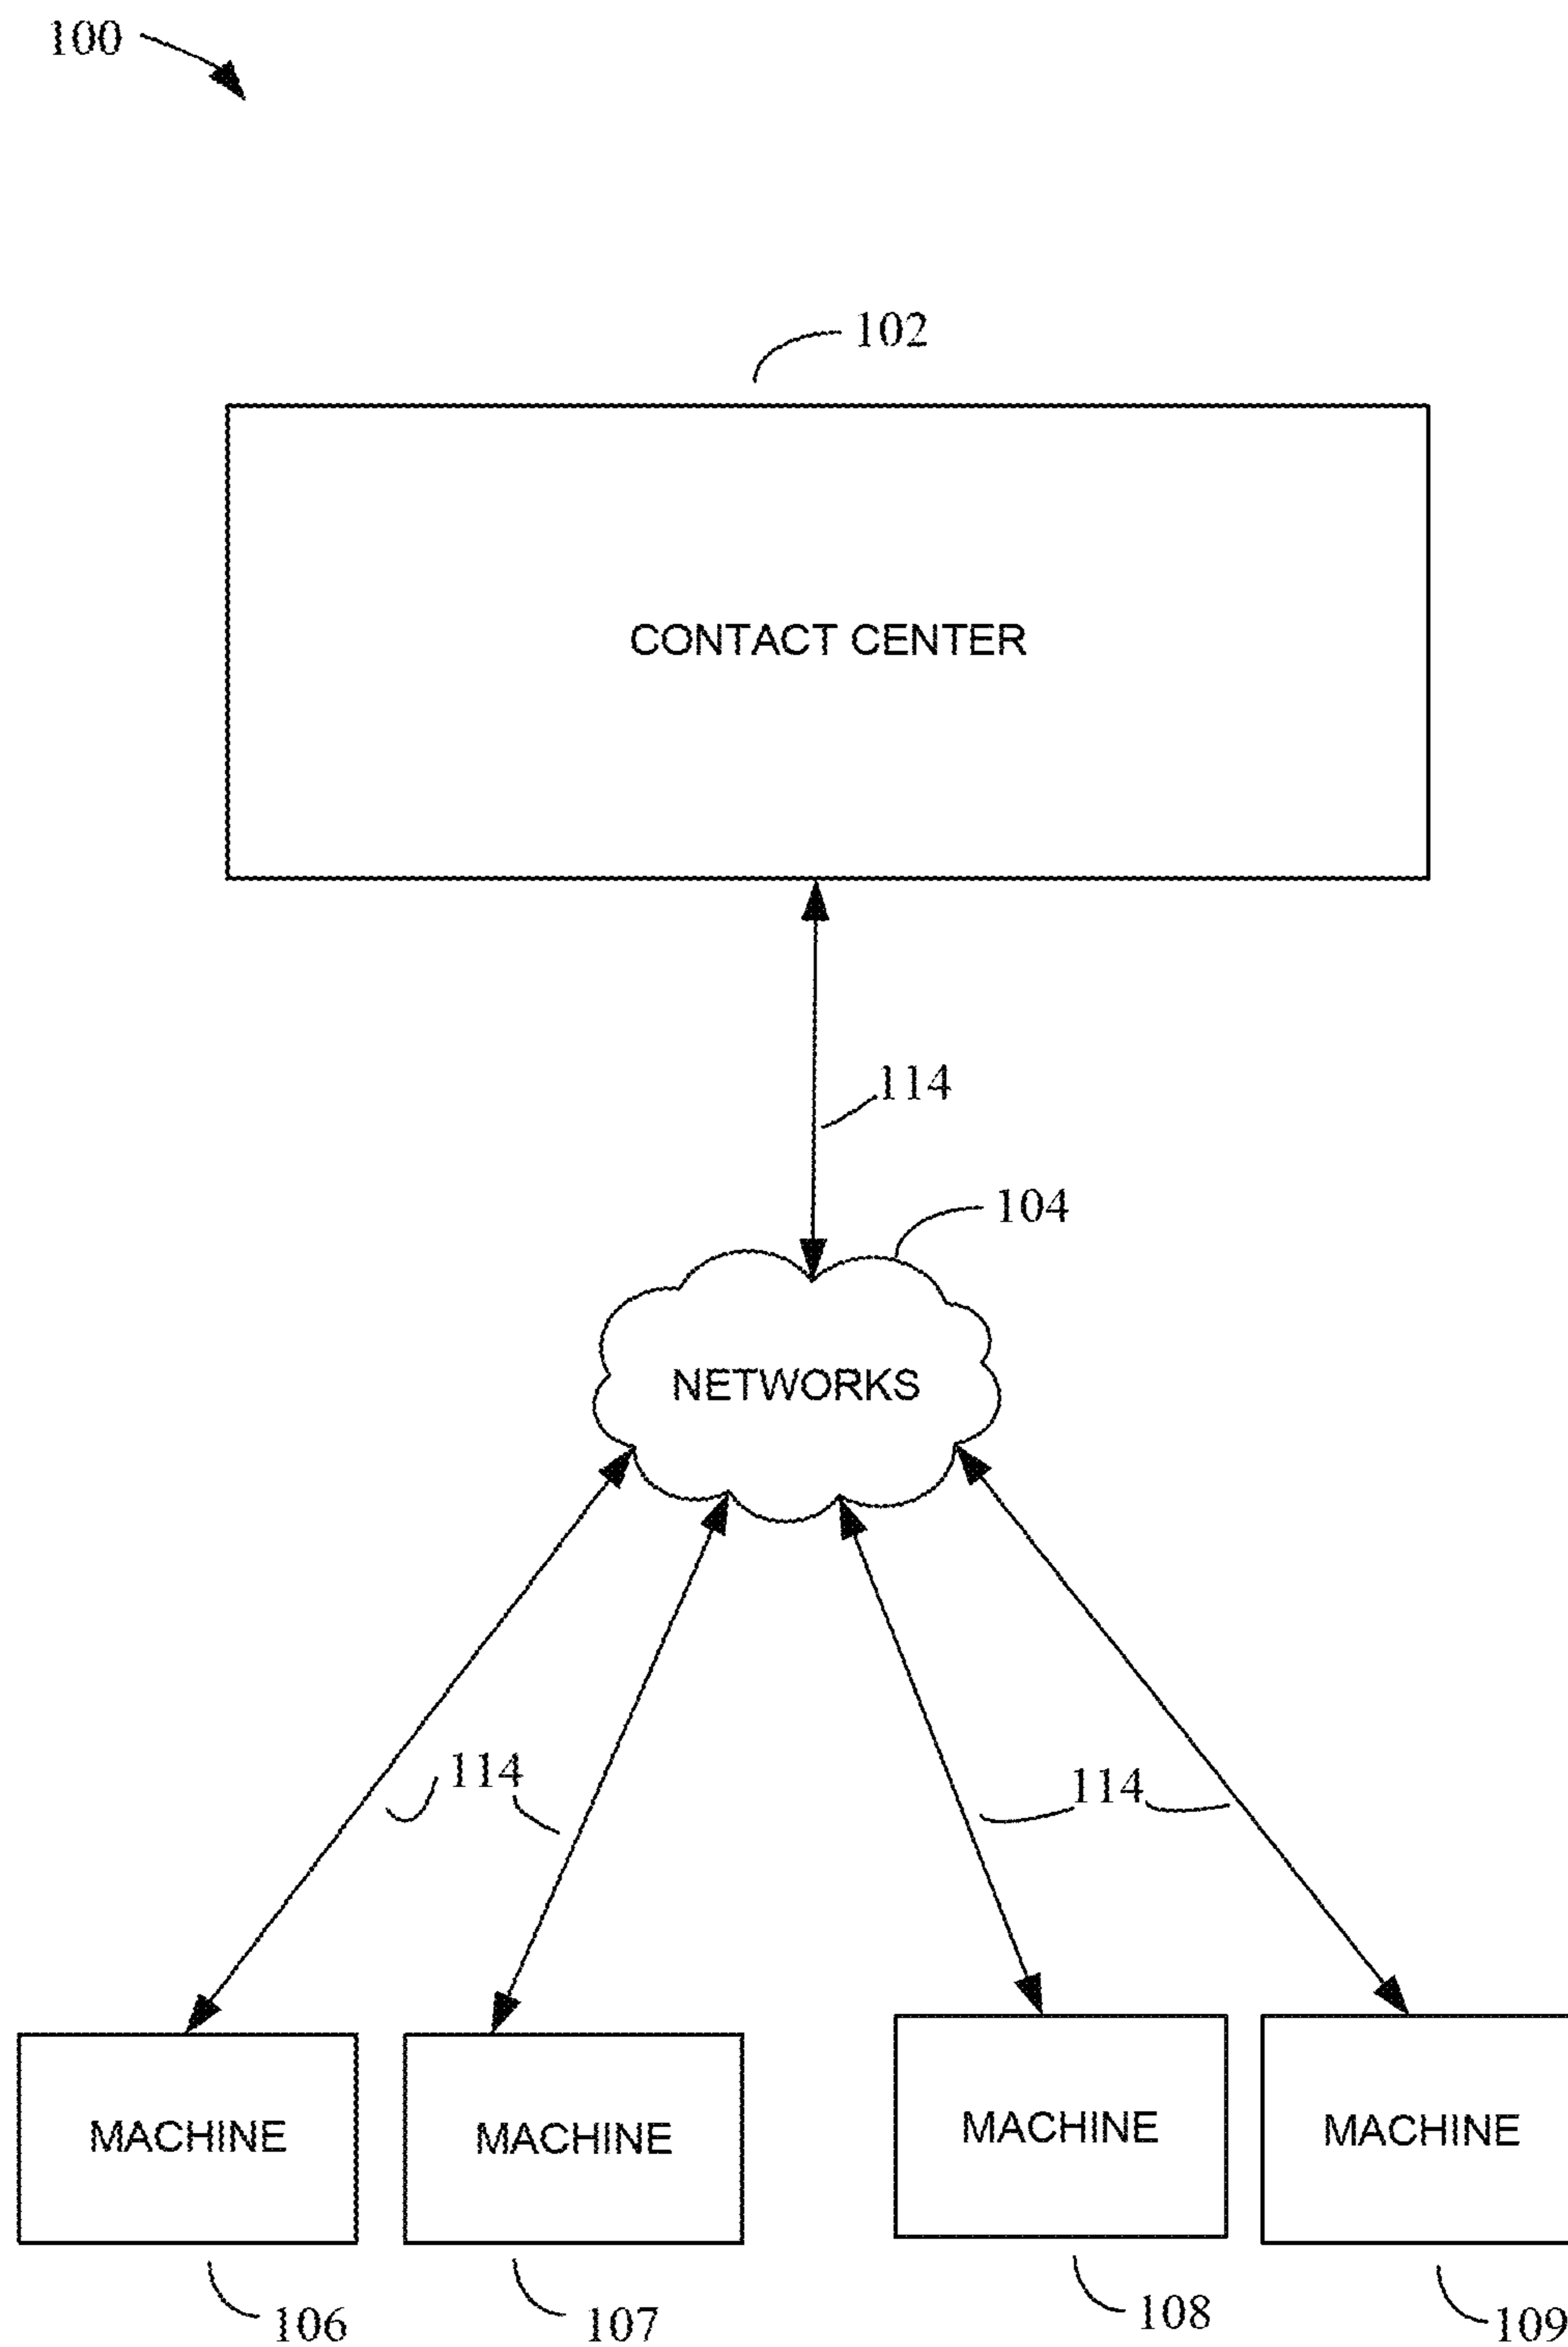 100
102
CONTACT CENTER
114
104
NETWORKS
114 114
MACHINE MACHINE MACHINE MACHINE
106 107 108 109